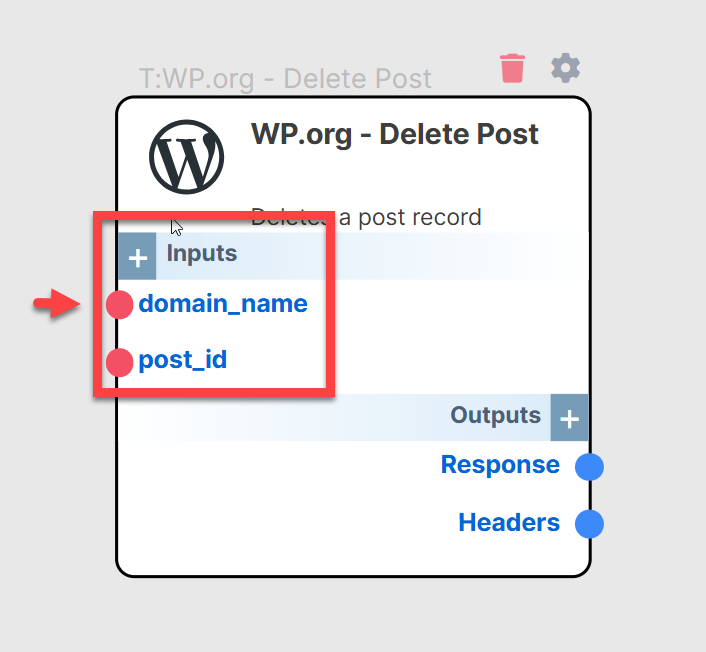 T:WP.org - Delete Post
WP.org - Delete Post
Deletes a post record
Inputs
domain_name
post_id
Outputs
Response
Headers